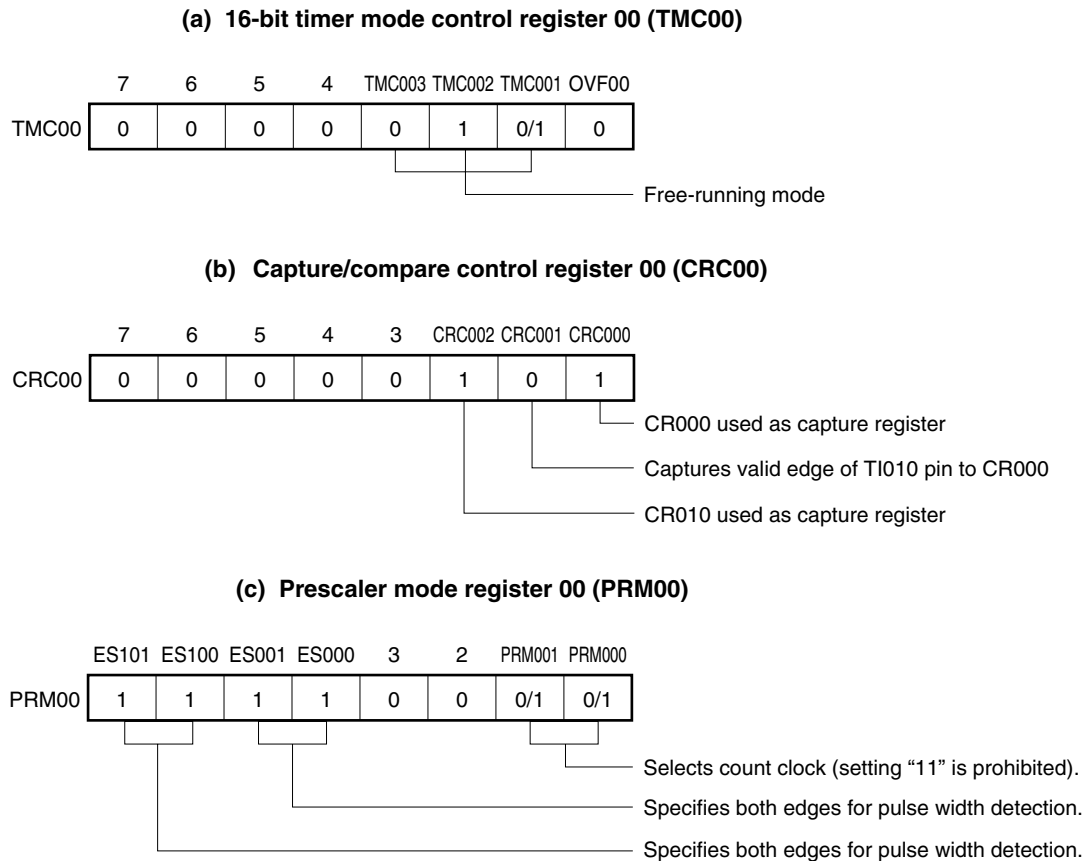 (a) 16-bit timer mode control register 00 (TMC00)
7 6 5 4 TMC003 TMC002 TMC001 OVF00
TMC00 0 0 0 0 0 1 0/1 0
Free-running mode
(b) Capture/compare control register 00 (CRC00)
7 6 5 4 3 CRC002 CRC001 CRC000
CRC00 0 0 0 0 0 1 0 1
CR000 used as capture register
Captures valid edge of TI010 pin to CR000
CR010 used as capture register
(c) Prescaler mode register 00 (PRM00)
ES101 ES100 ES001 ES000 3 2 PRM001 PRM000
PRM00 1 1 1 1 0 0 0/1 0/1
Selects count clock (setting “11” is prohibited).
Specifies both edges for pulse width detection.
Specifies both edges for pulse width detection.